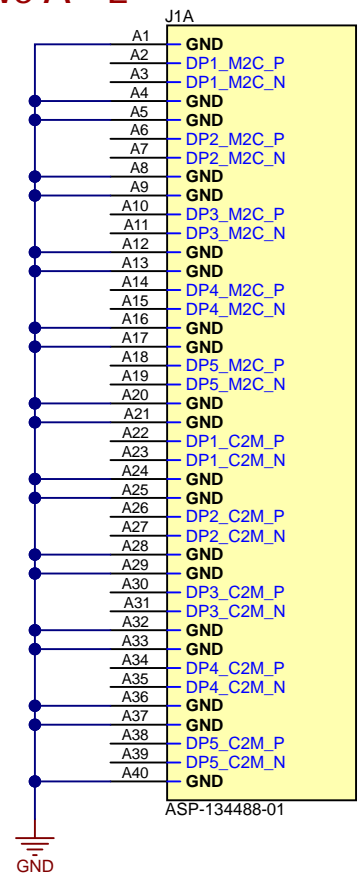 J1A
A1 GND
A2 DP1_M2C_P
A3 DP1_M2C_N
A4 GND
A5 GND
A6 DP2_M2C_P
A7 DP2_M2C_N
A8 GND
A9 GND
A10 DP3_M2C_P
A11 DP3_M2C_N
A12 GND
A13 GND
A14 DP4_M2C_P
A15 DP4_M2C_N
A16 GND
A17 GND
A18 DP5_M2C_P
A19 DP5_M2C_N
A20 GND
A21 GND
A22 DP1_C2M_P
A23 DP1_C2M_N
A24 GND
A25 GND
A26 DP2_C2M_P
A27 DP2_C2M_N
A28 GND
A29 GND
A30 DP3_C2M_P
A31 DP3_C2M_N
A32 GND
A33 GND
A34 DP4_C2M_P
A35 DP4_C2M_N
A36 GND
A37 GND
A38 DP5_C2M_P
A39 DP5_C2M_N
A40 GND
ASP-134488-01
GND